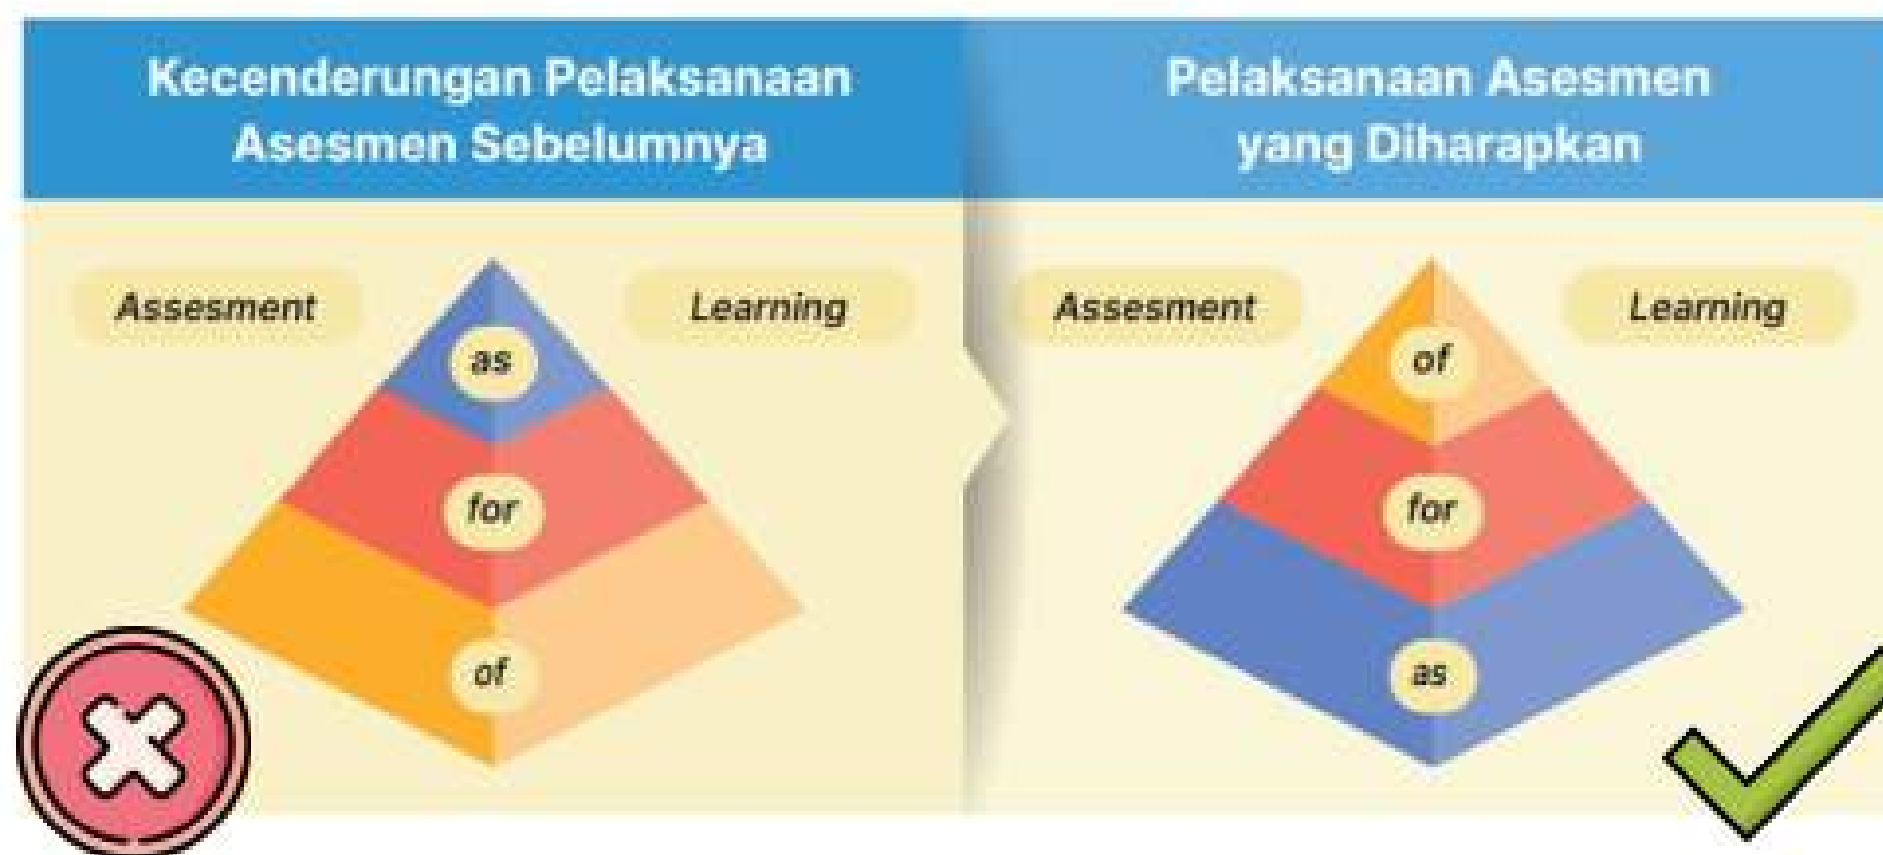 Kecenderungan Pelaksanaan
Asesmen Sebelumnya
Assesment
Learning
as
for
of
Pelaksanaan Asesmen
yang Diharapkan
Assesment
Learning
of
for
as